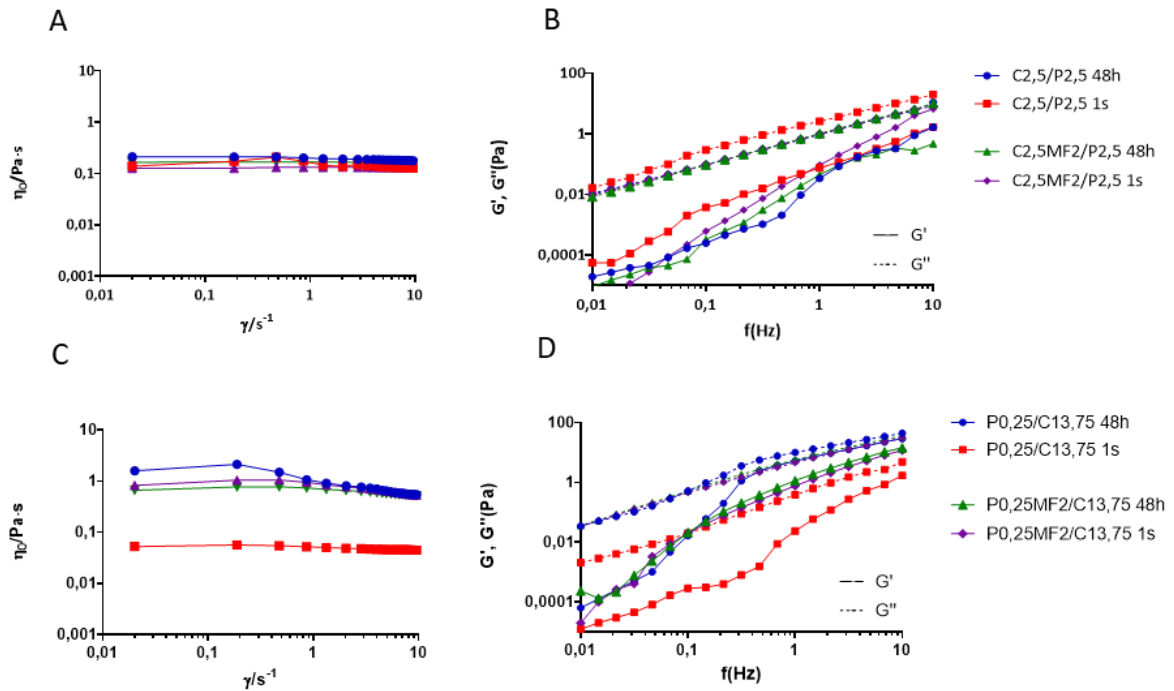 A
B
10
1
0,1
0,01
0,001
0,01
0,1
1
10
η₀/Pa·s
γ/s⁻¹
100
1
0,01
0,0001
0,01
0,1
1
10
G', G''(Pa)
f(Hz)
G'
G''
C2,5/P2,5 48h
C2,5/P2,5 1s
C2,5MF2/P2,5 48h
C2,5MF2/P2,5 1s
C
D
10
1
0,1
0,01
0,001
0,01
0,1
1
10
η₀/Pa·s
γ/s⁻¹
100
1
0,01
0,0001
0,01
0,1
1
10
G', G''(Pa)
f(Hz)
G'
G''
P0,25/C13,75 48h
P0,25/C13,75 1s
P0,25MF2/C13,75 48h
P0,25MF2/C13,75 1s